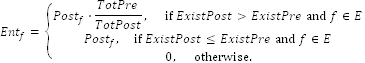 Ent_f = { Post_f · TotPre / TotPost, if ExistPost > ExistPre and f ∈ E
Post_f, if ExistPost ≤ ExistPre and f ∈ E
0, otherwise.